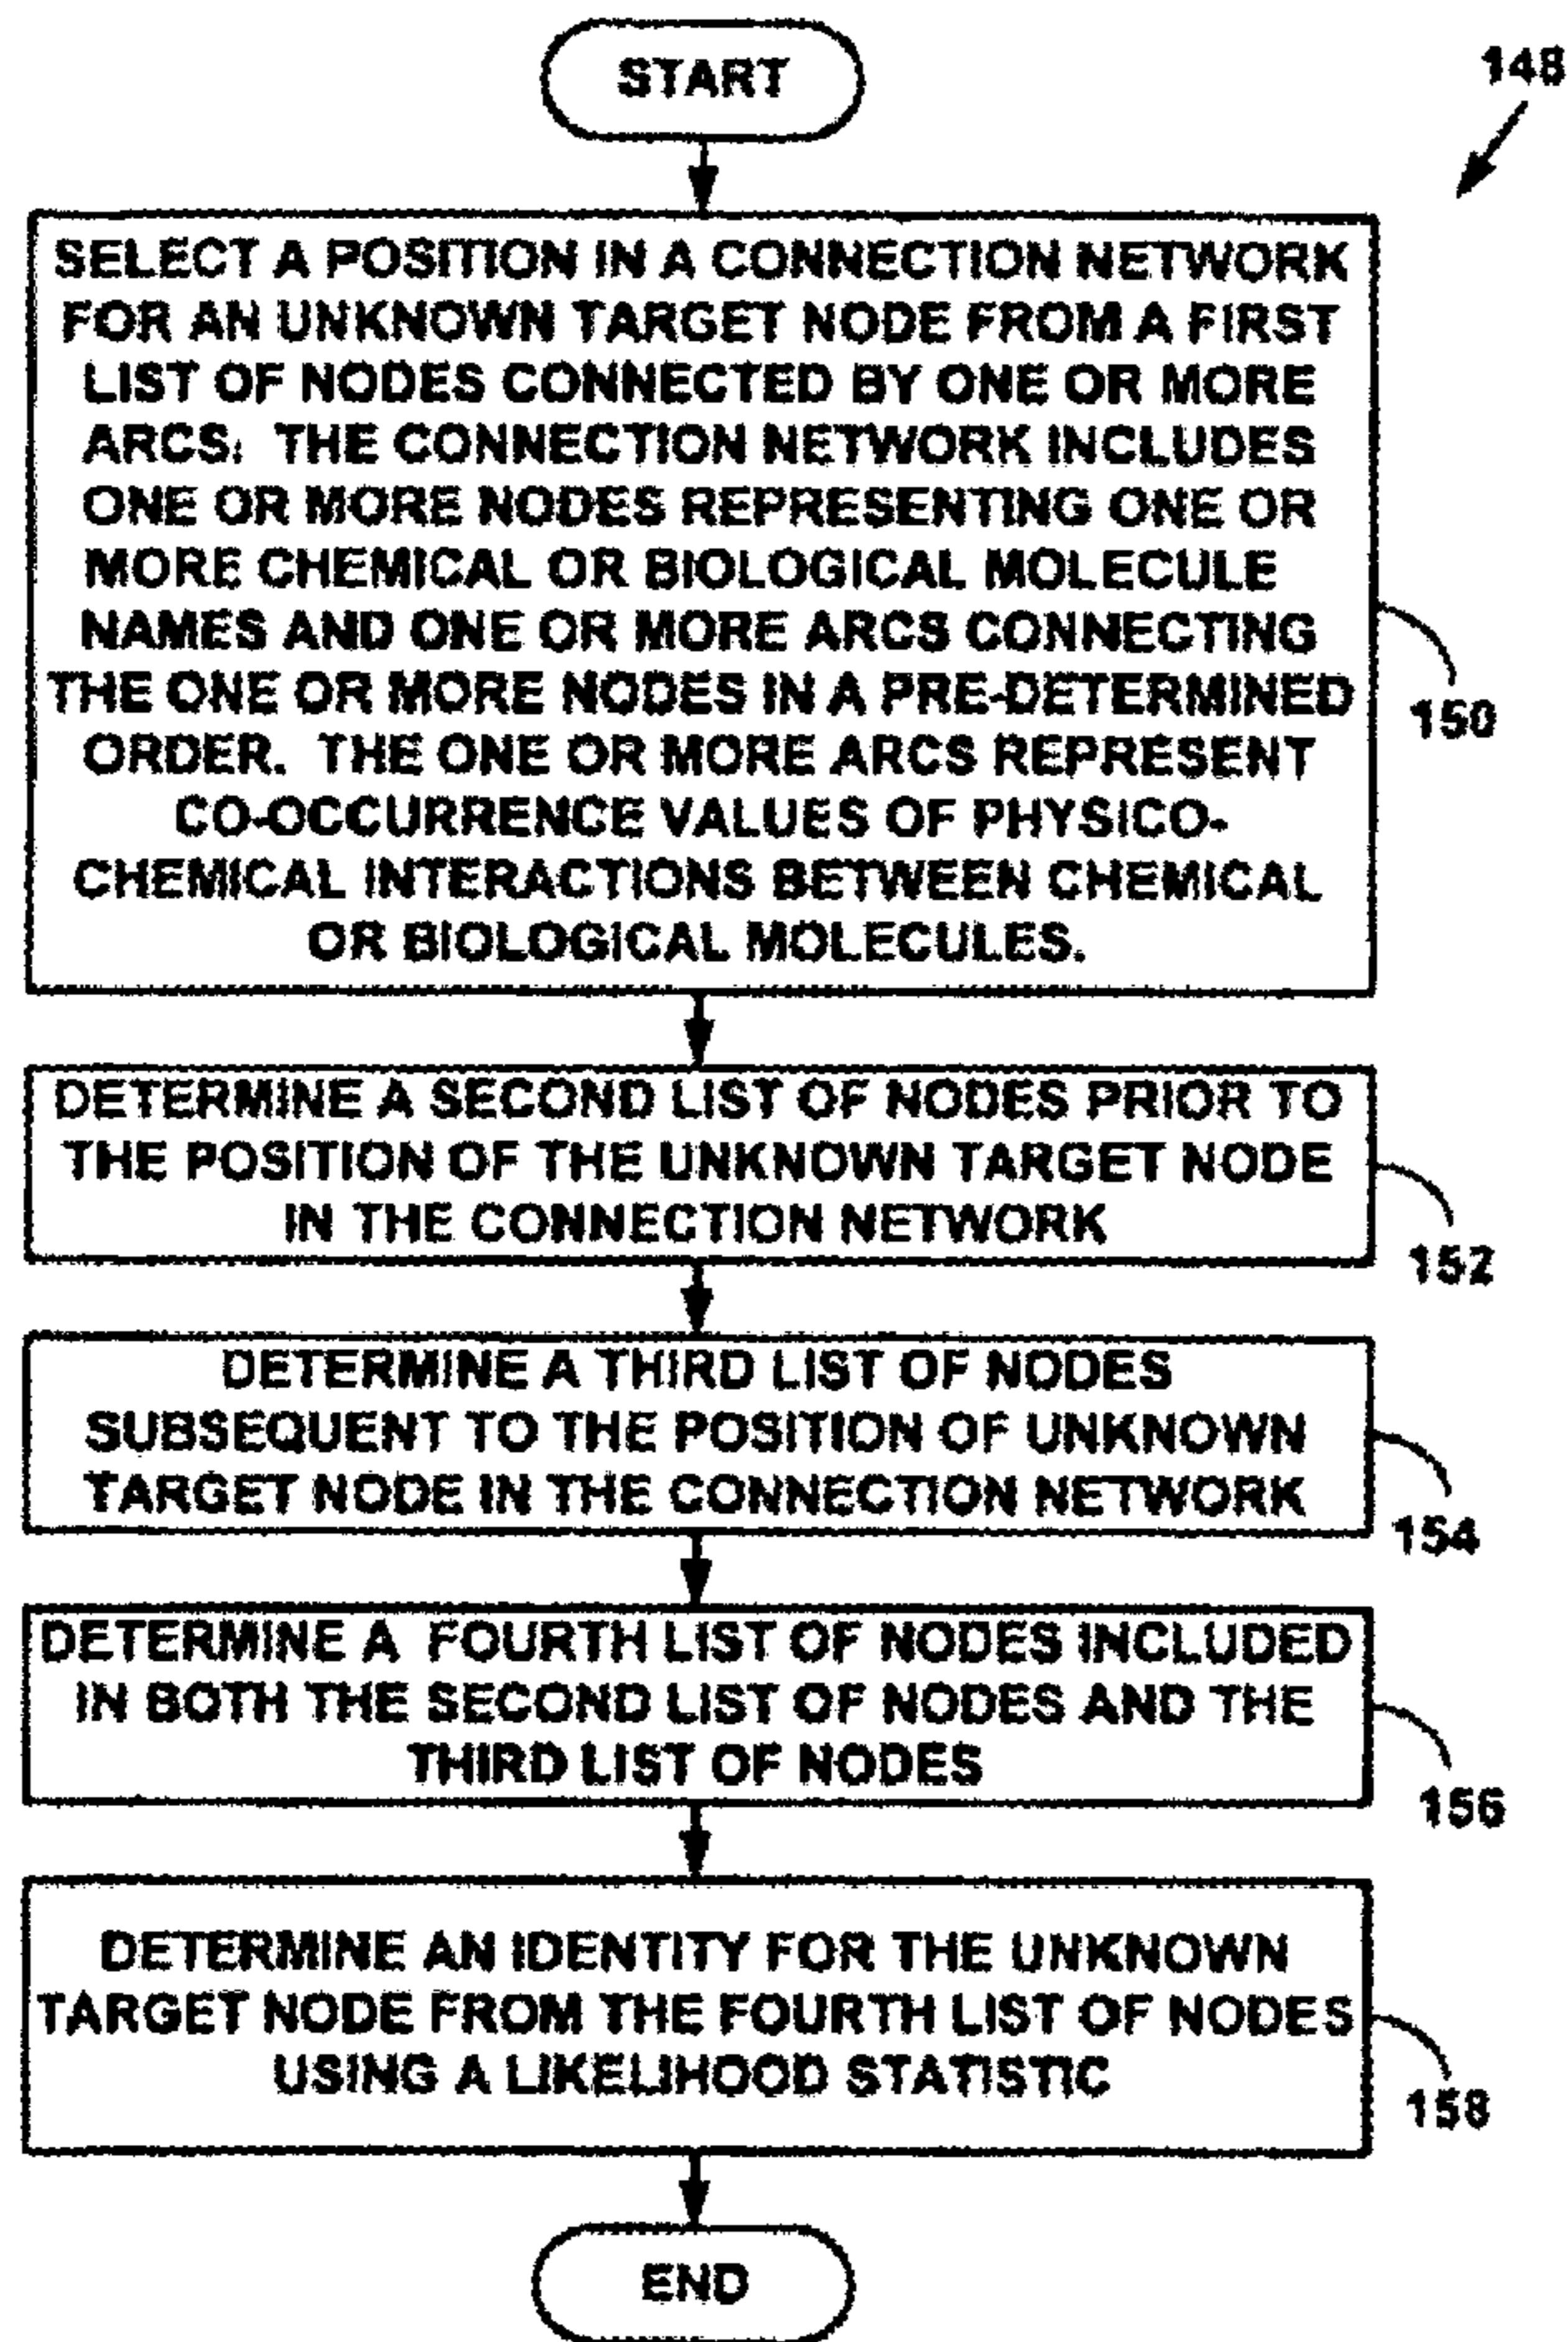 START
148
SELECT A POSITION IN A CONNECTION NETWORK
FOR AN UNKNOWN TARGET NODE FROM A FIRST
LIST OF NODES CONNECTED BY ONE OR MORE
ARCS. THE CONNECTION NETWORK INCLUDES
ONE OR MORE NODES REPRESENTING ONE OR
MORE CHEMICAL OR BIOLOGICAL MOLECULE
NAMES AND ONE OR MORE ARCS CONNECTING
THE ONE OR MORE NODES IN A PRE-DETERMINED
ORDER. THE ONE OR MORE ARCS REPRESENT
CO-OCCURRENCE VALUES OF PHYSICO-
CHEMICAL INTERACTIONS BETWEEN CHEMICAL
OR BIOLOGICAL MOLECULES.
150
DETERMINE A SECOND LIST OF NODES PRIOR TO
THE POSITION OF THE UNKNOWN TARGET NODE
IN THE CONNECTION NETWORK
152
DETERMINE A THIRD LIST OF NODES
SUBSEQUENT TO THE POSITION OF UNKNOWN
TARGET NODE IN THE CONNECTION NETWORK
154
DETERMINE A FOURTH LIST OF NODES INCLUDED
IN BOTH THE SECOND LIST OF NODES AND THE
THIRD LIST OF NODES
156
DETERMINE AN IDENTITY FOR THE UNKNOWN
TARGET NODE FROM THE FOURTH LIST OF NODES
USING A LIKELIHOOD STATISTIC
158
END